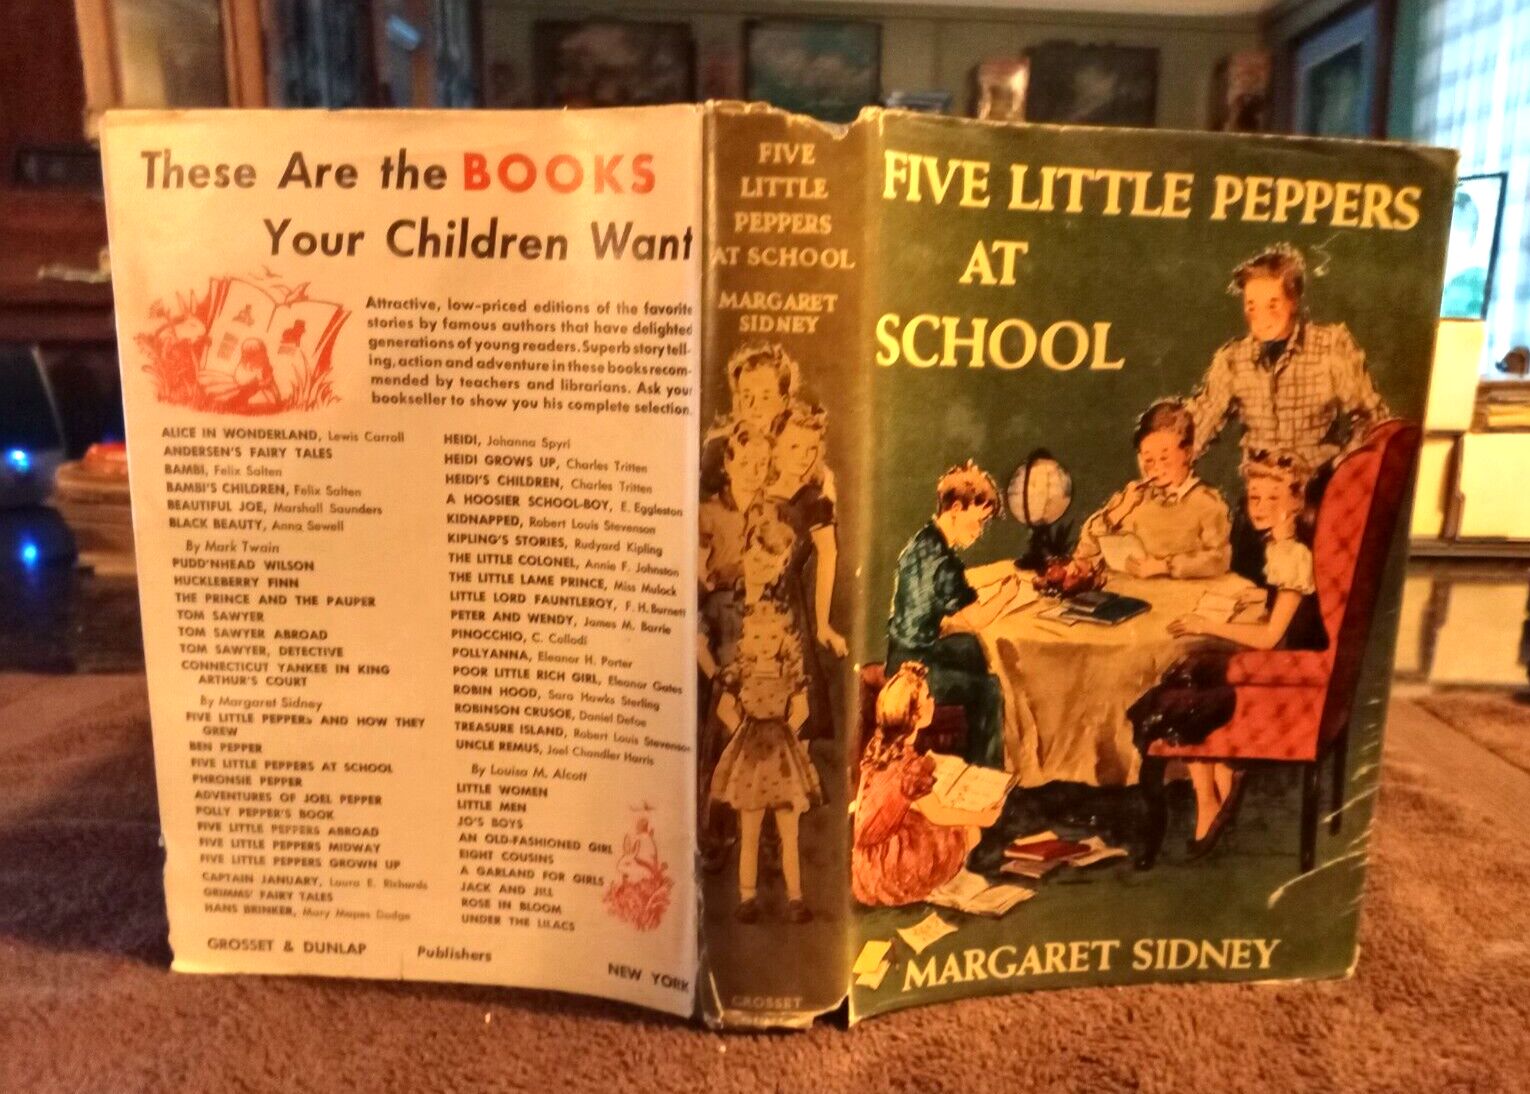 These Are the BOOKS
Your Children Want
Attractive, low-priced editions of the favorite
stories by famous authors that have delighted
generations of young readers. Superb story tell-
ing, action and adventure in these books recom-
mended by teachers and librarians. Ask your
bookseller to show you his complete selection.
ALICE IN WONDERLAND, Lewis Carroll
ANDERSEN'S FAIRY TALES
BAMBI, Felix Salten
BAMBI'S CHILDREN, Felix Salten
BEAUTIFUL JOE, Marshall Saunders
BLACK BEAUTY, Anna Sewell
By Mark Twain
PUDD'NHEAD WILSON
HUCKLEBERRY FINN
THE PRINCE AND THE PAUPER
TOM SAWYER
TOM SAWYER ABROAD
TOM SAWYER, DETECTIVE
CONNECTICUT YANKEE IN KING
ARTHUR'S COURT
By Margaret Sidney
FIVE LITTLE PEPPERS AND HOW THEY
GREW
BEN PEPPER
FIVE LITTLE PEPPERS AT SCHOOL
PHRONSIE PEPPER
ADVENTURES OF JOEL PEPPER
POLLY PEPPER'S BOOK
FIVE LITTLE PEPPERS ABROAD
FIVE LITTLE PEPPERS MIDWAY
FIVE LITTLE PEPPERS GROWN UP
CAPTAIN JANUARY, Laura E. Richards
GRIMMS' FAIRY TALES
HANS BRINKER, Mary Mapes Dodge
HEIDI, Johanna Spyri
HEIDI GROWS UP, Charles Tritten
HEIDI'S CHILDREN, Charles Tritten
A HOOSIER SCHOOL-BOY, E. Eggleston
KIDNAPPED, Robert Louis Stevenson
KIPLING'S STORIES, Rudyard Kipling
THE LITTLE COLONEL, Annie F. Johnston
THE LITTLE LAME PRINCE, Miss Mulock
LITTLE LORD FAUNTLEROY, F. H. Burnett
PETER AND WENDY, James M. Barrie
PINOCCHIO, C. Collodi
POLLYANNA, Eleanor H. Porter
POOR LITTLE RICH GIRL, Eleanor Gates
ROBIN HOOD, Sara Hawks Sterling
ROBINSON CRUSOE, Daniel Defoe
TREASURE ISLAND, Robert Louis Stevenson
UNCLE REMUS, Joel Chandler Harris
By Louisa M. Alcott
LITTLE WOMEN
LITTLE MEN
JO'S BOYS
AN OLD-FASHIONED GIRL
EIGHT COUSINS
A GARLAND FOR GIRLS
JACK AND JILL
ROSE IN BLOOM
UNDER THE LILACS
GROSSET & DUNLAP Publishers NEW YORK
FIVE
LITTLE
PEPPERS
AT SCHOOL
MARGARET
SIDNEY
GROSSET
FIVE LITTLE PEPPERS
AT
SCHOOL
MARGARET SIDNEY